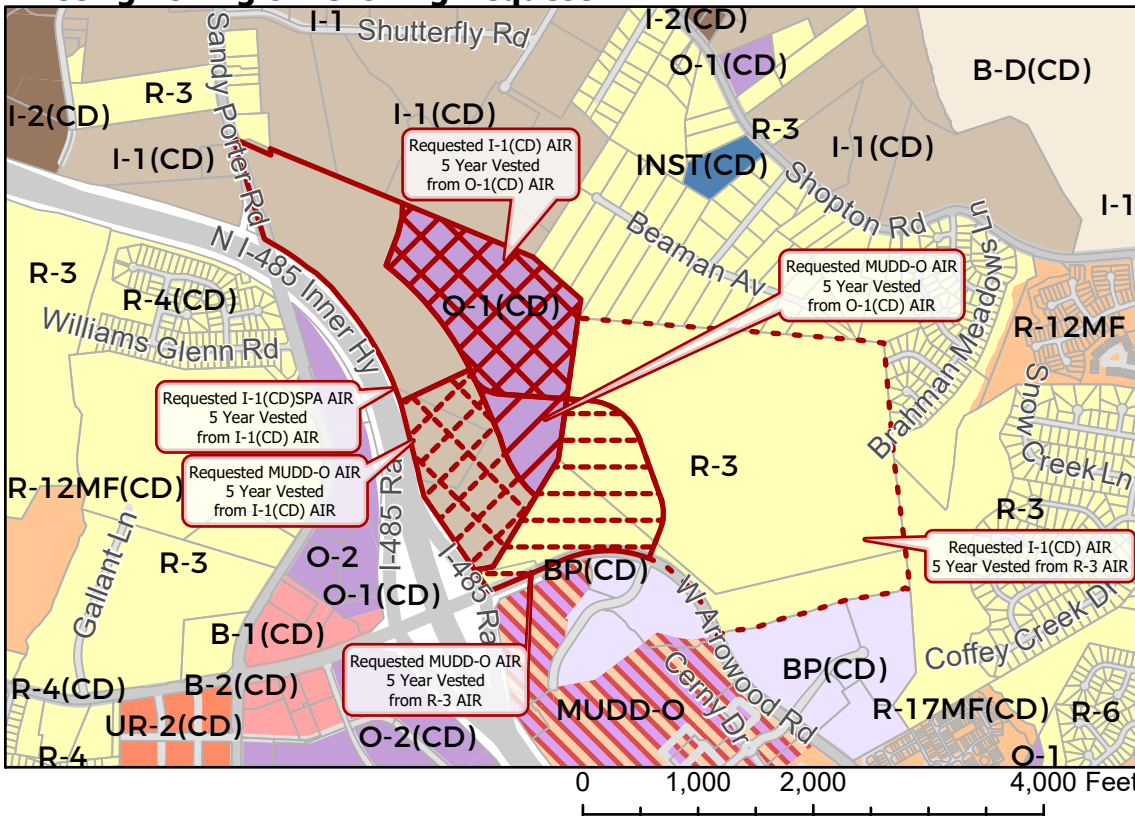 I-1
Shutterfly Rd
I-2(CD)
O-1(CD)
B-D(CD)
Sandy Porter Rd
R-3
I-2(CD)
I-1(CD)
R-3
I-1(CD)
I-1(CD)
Requested I-1(CD) AIR
5 Year Vested
from O-1(CD) AIR
INST(CD)
Shopton Rd
I-1
N I-485 Inner Hy
Beaman Av
R-3
R-4(CD)
Requested MUDD-O AIR
5 Year Vested
from O-1(CD) AIR
O-1(CD)
Williams Glenn Rd
R-12MF
Brahman Meadows Ln
Snow Creek Ln
Requested I-1(CD)SPA AIR
5 Year Vested
from I-1(CD) AIR
Requested MUDD-O AIR
5 Year Vested
from I-1(CD) AIR
R-12MF(CD)
R-3
R-3
I-485 Ra
Gallant Ln
R-3
O-2
I-485 Ra
Requested I-1(CD) AIR
5 Year Vested from R-3 AIR
BP(CD)
O-1(CD)
W Arrowood Rd
B-1(CD)
Coffey Creek Dr
Requested MUDD-O AIR
5 Year Vested
from R-3 AIR
BP(CD)
R-4(CD)
B-2(CD)
Cerny Dr
MUDD-O
R-17MF(CD)
R-6
UR-2(CD)
O-2(CD)
R-4
O-1
0 1,000 2,000 4,000 Feet